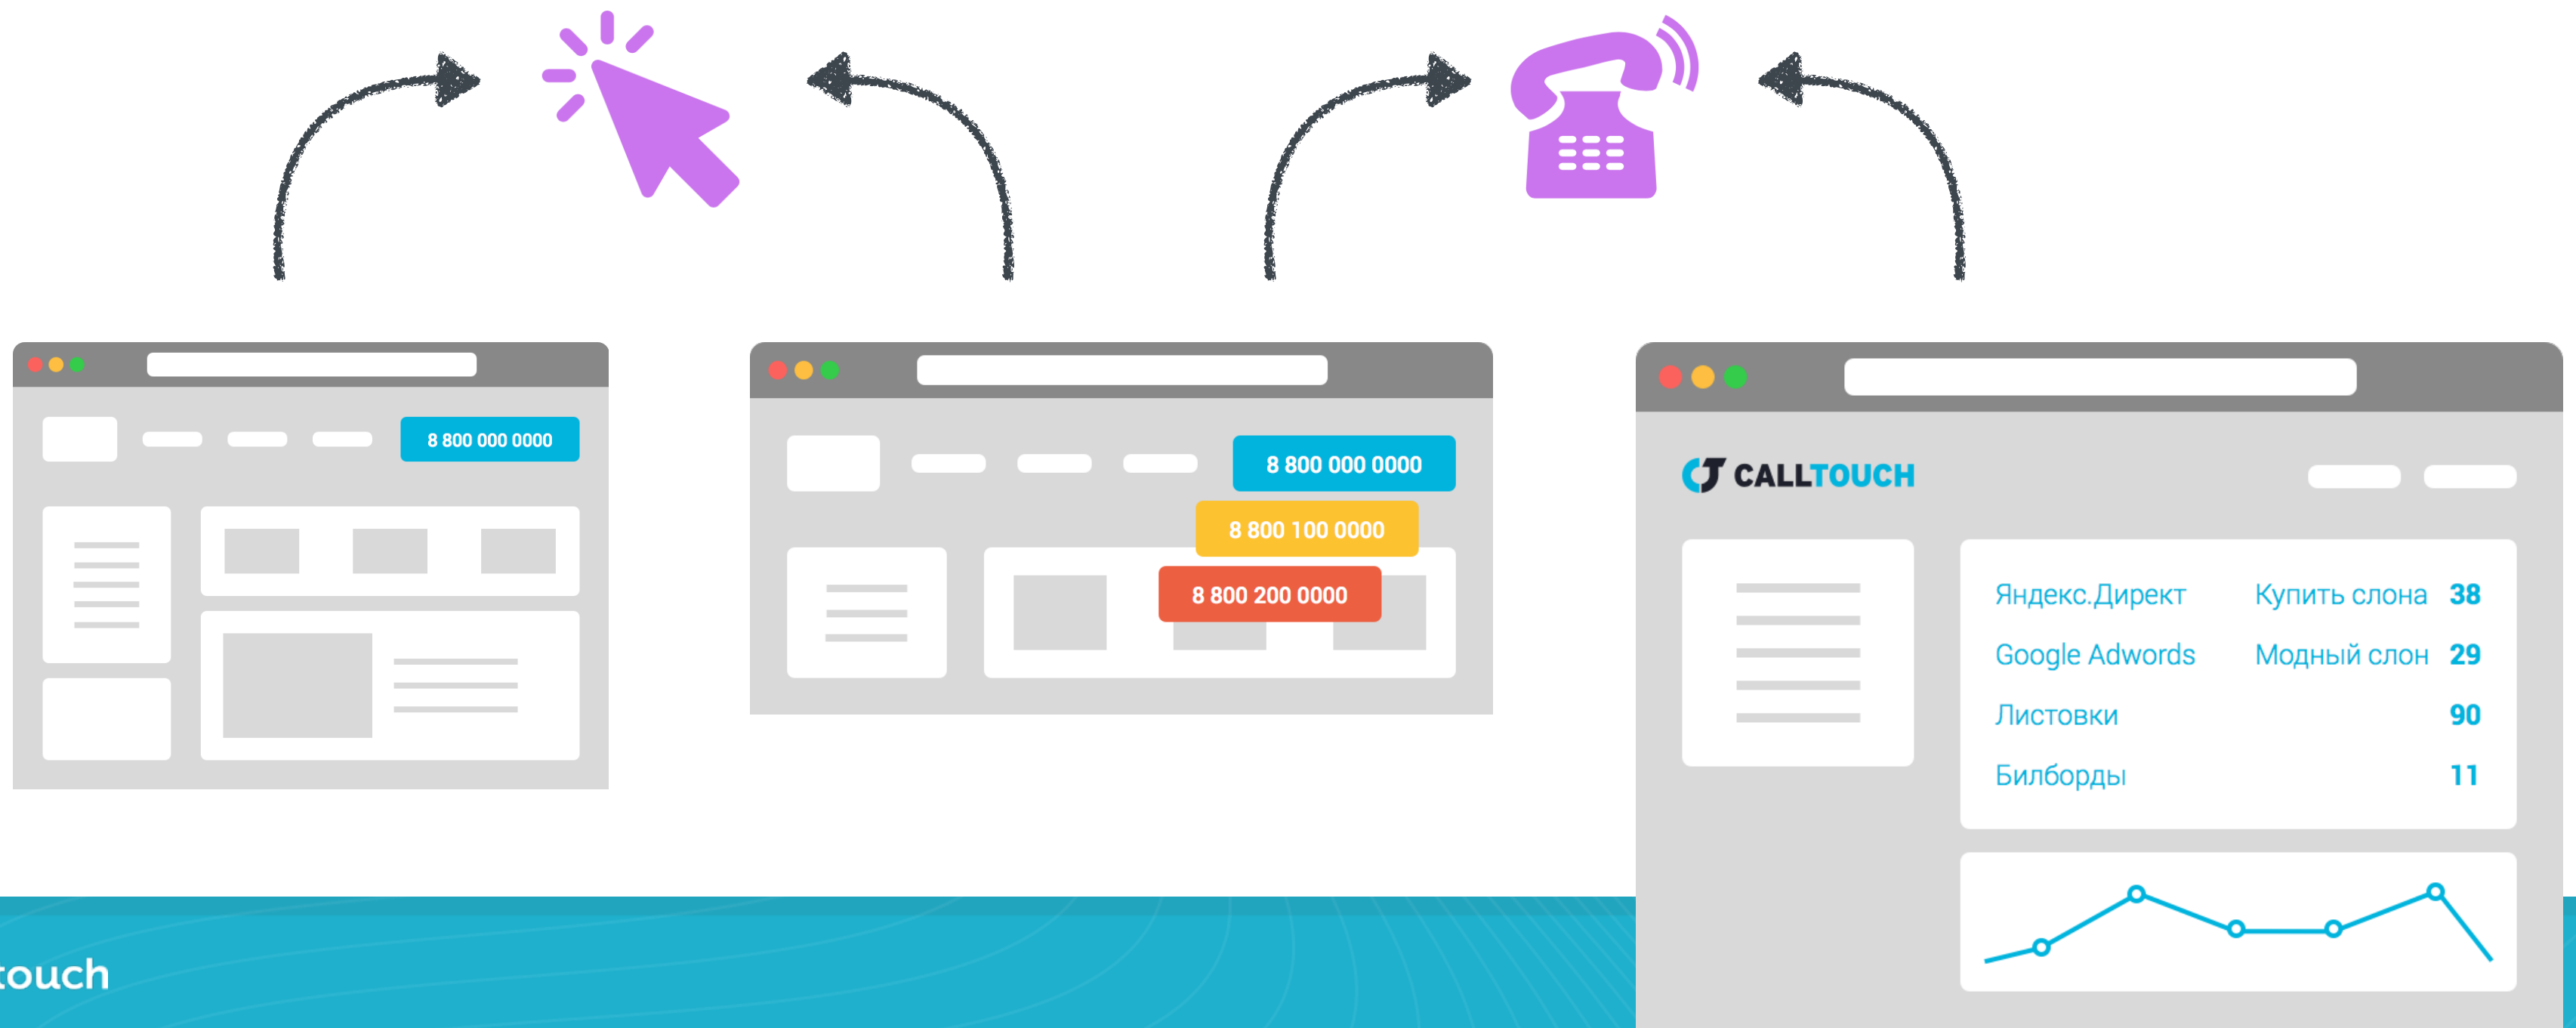 8 800 000 0000
8 800 000 0000
8 800 100 0000
8 800 200 0000
CALLTOUCH
Яндекс.Директ Купить слона 38
Google Adwords Модный слон 29
Листовки 90
Билборды 11
touch